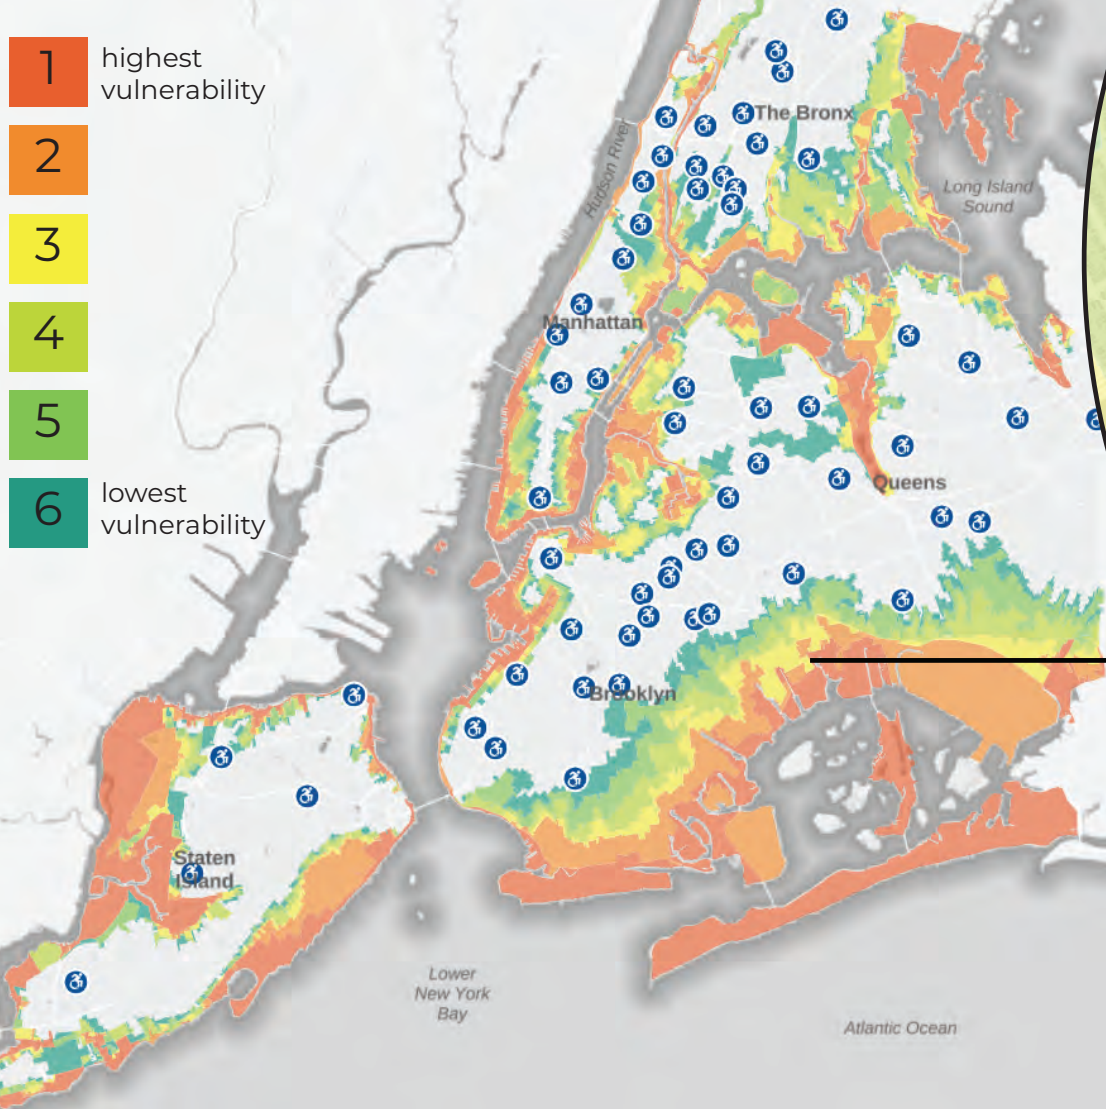 1
highest
vulnerability
2
3
4
5
6
lowest
vulnerability
The Bronx
Hudson River
Long Island
Sound
Manhattan
Queens
Brooklyn
Staten
Island
Lower
New York
Bay
Atlantic Ocean